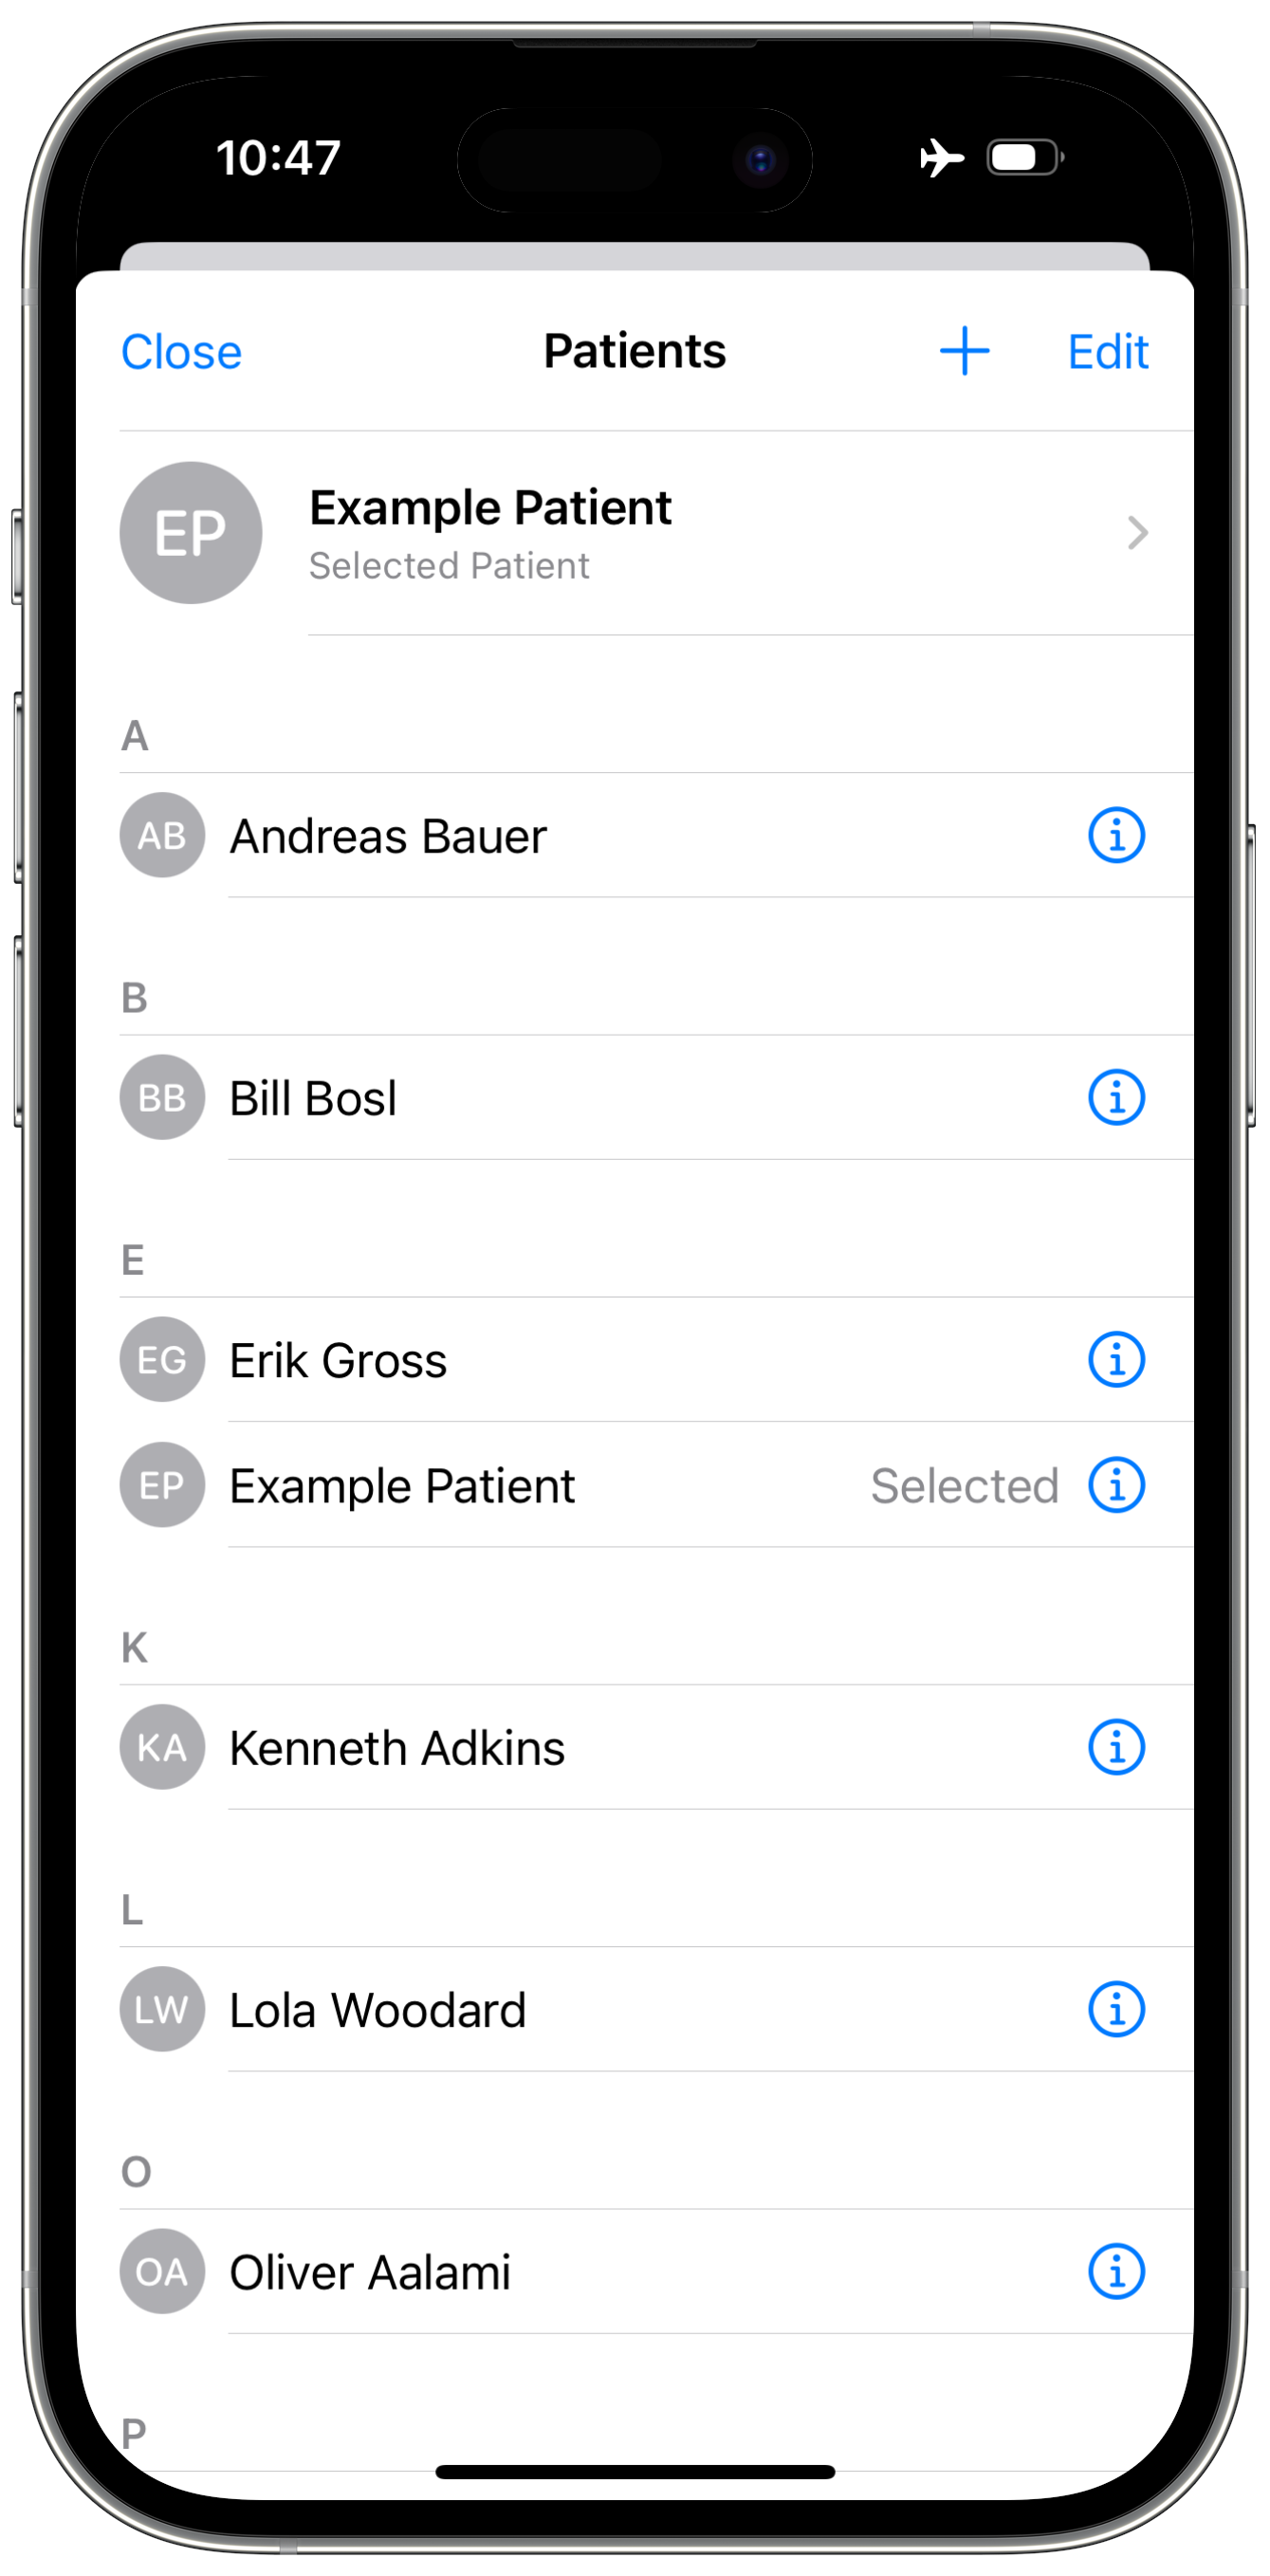 10:47
Close Patients + Edit
EP Example Patient
Selected Patient
A
AB Andreas Bauer
B
BB Bill Bosl
E
EG Erik Gross
EP Example Patient Selected
K
KA Kenneth Adkins
L
LW Lola Woodard
O
OA Oliver Aalami
P